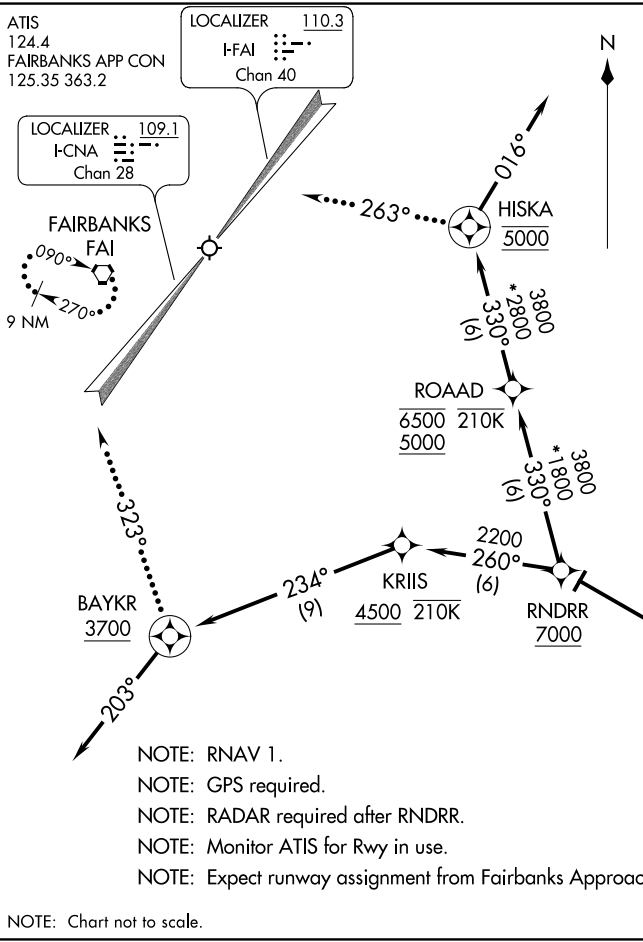 ATIS
124.4
FAIRBANKS APP CON
125.35 363.2
LOCALIZER 110.3
I-FAI
Chan 40
LOCALIZER 109.1
I-CNA
Chan 28
N
FAIRBANKS
FAI
090°
270°
9 NM
016°
263°
HISKA
5000
330°
(6)
3800
*2800
ROAAD
6500 210K
5000
330°
(6)
3800
*1800
2200
260°
(6)
KRIIS
4500 210K
RNDRR
7000
234°
(9)
323°
BAYKR
3700
203°
NOTE: RNAV 1.
NOTE: GPS required.
NOTE: RADAR required after RNDRR.
NOTE: Monitor ATIS for Rwy in use.
NOTE: Expect runway assignment from Fairbanks Approac
NOTE: Chart not to scale.